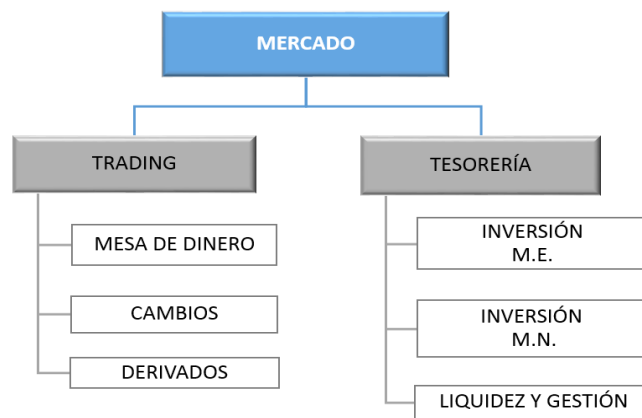 MERCADO
TRADING
MESA DE DINERO
CAMBIOS
DERIVADOS
TESORERÍA
INVERSIÓN
M.E.
INVERSIÓN
M.N.
LIQUIDEZ Y GESTIÓN